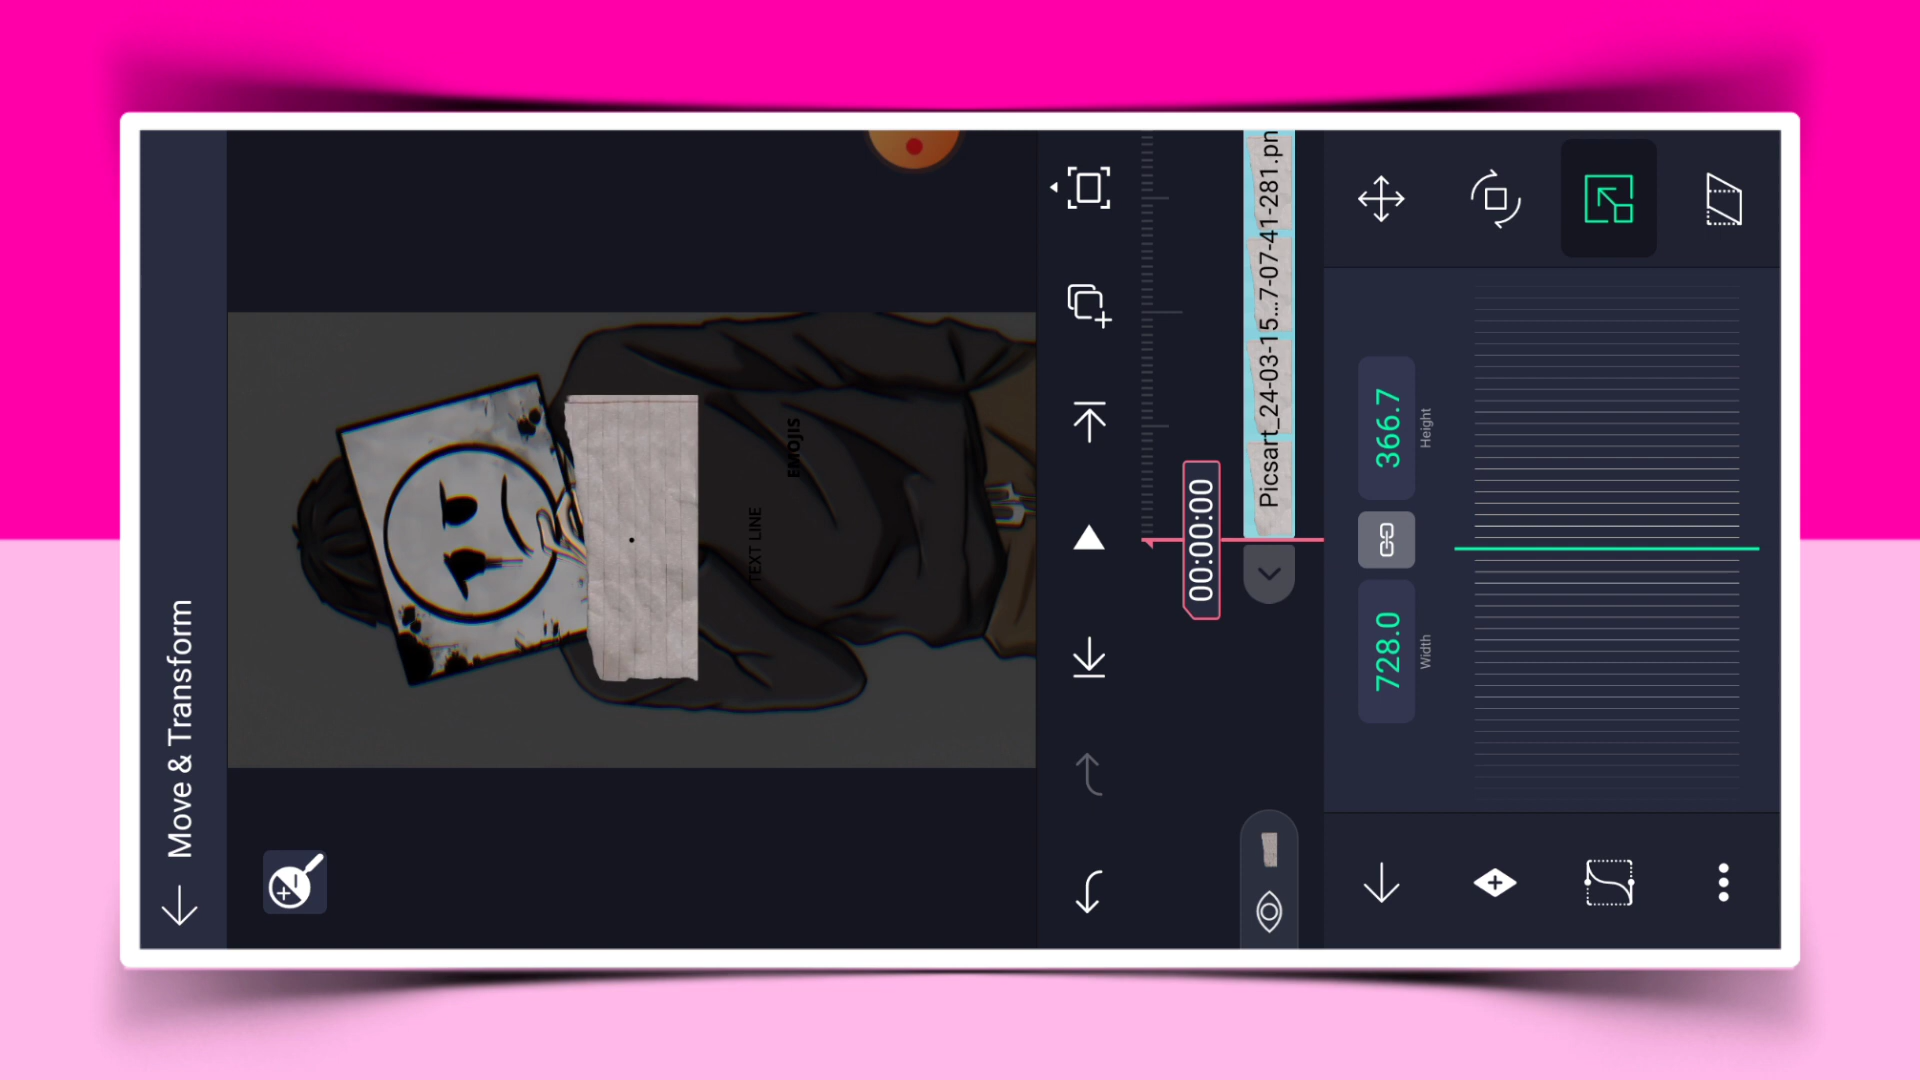 Move & Transform
TEXT LINE
EMOJIS
00:00:00
Picsart_24-03-15...7-07-41-281.pn
728.0
Width
366.7
Height